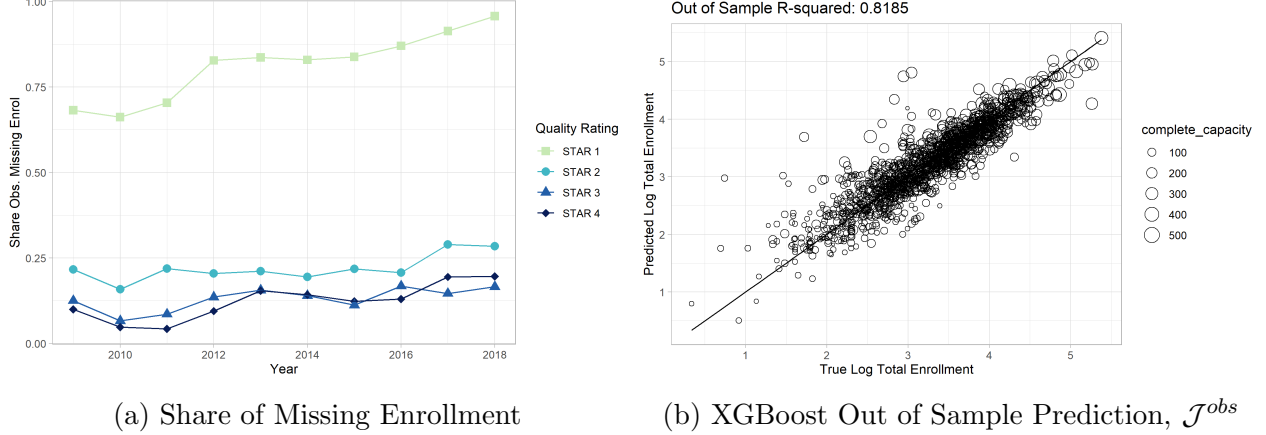 1.00
0.75
0.50
0.25
0.00
Share Obs. Missing Enrol
2010 2012 2014 2016 2018
Year
Quality Rating
STAR 1
STAR 2
STAR 3
STAR 4
(a) Share of Missing Enrollment
Out of Sample R-squared: 0.8185
5
4
3
2
1
Predicted Log Total Enrollment
1 2 3 4 5
True Log Total Enrollment
complete_capacity
100
200
300
400
500
(b) XGBoost Out of Sample Prediction, 𝒥^{obs}